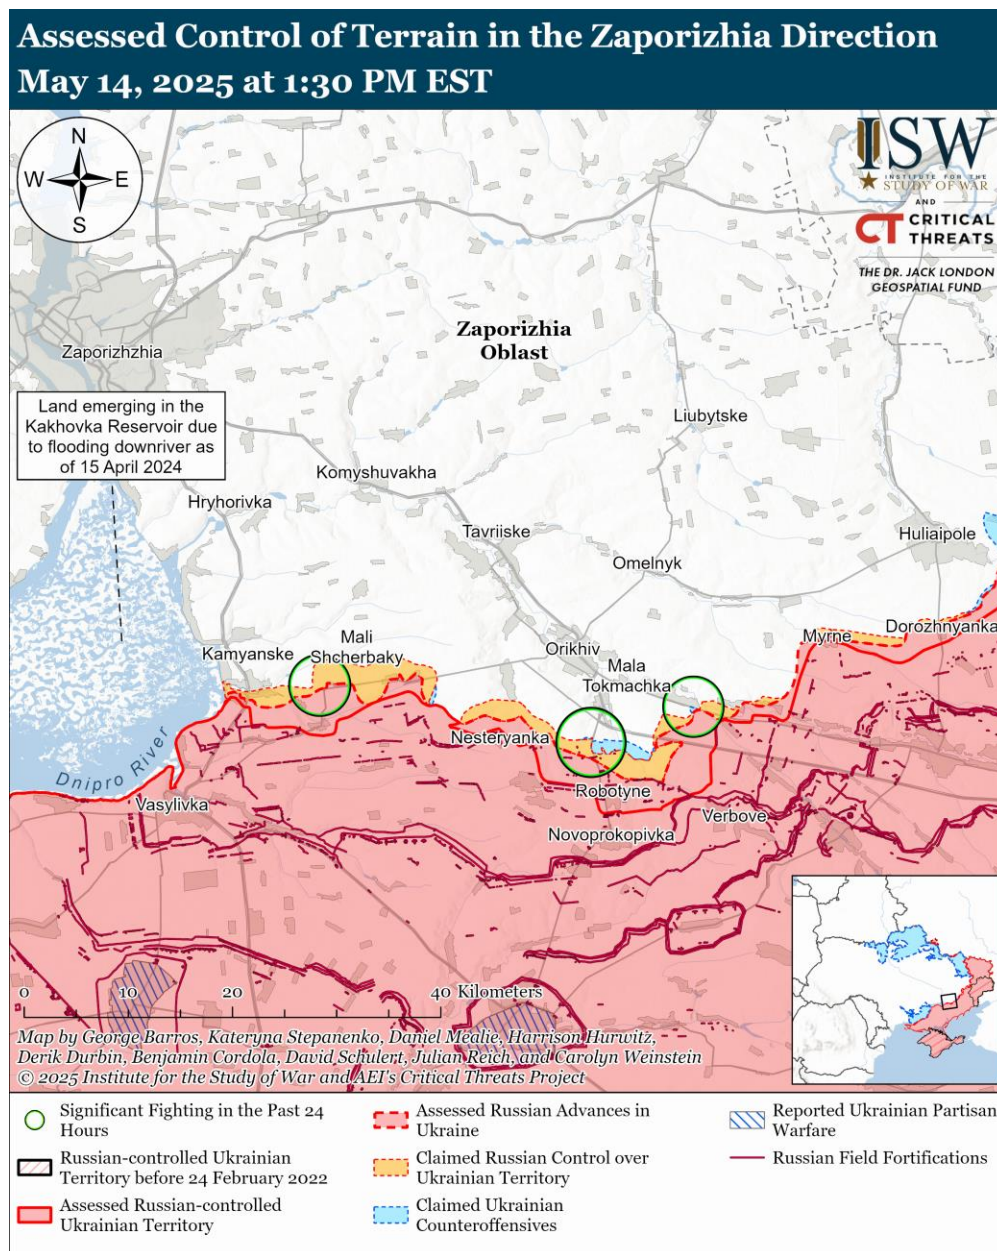 Assessed Control of Terrain in the Zaporizhia Direction
May 14, 2025 at 1:30 PM EST
N
W
E
S
ISW
INSTITUTE FOR THE
STUDY OF WAR
AND
CT CRITICAL
THREATS
THE DR. JACK LONDON
GEOSPATIAL FUND
Zaporizhia
Oblast
Zaporizhzhia
Land emerging in the
Kakhovka Reservoir due
to flooding downriver as
of 15 April 2024
Liubytske
Komyshuvakha
Hryhorivka
Tavriiske
Huliaipole
Omelnyk
Dorozhnyanka
Myrne
Mali
Shcherbaky
Kamyanske
Orikhiv
Mala
Tokmachka
Nesteryanka
Dnipro River
Robotyne
Vasylivka
Verbove
Novoprokopivka
0 10 20 40 Kilometers
Map by George Barros, Kateryna Stepanenko, Daniel Mealie, Harrison Hurwitz,
Derik Durbin, Benjamin Cordola, David Schulert, Julian Reich, and Carolyn Weinstein
© 2025 Institute for the Study of War and AEI's Critical Threats Project
Significant Fighting in the Past 24
Hours
Russian-controlled Ukrainian
Territory before 24 February 2022
Assessed Russian-controlled
Ukrainian Territory
Assessed Russian Advances in
Ukraine
Claimed Russian Control over
Ukrainian Territory
Claimed Ukrainian
Counteroffensives
Reported Ukrainian Partisan
Warfare
Russian Field Fortifications